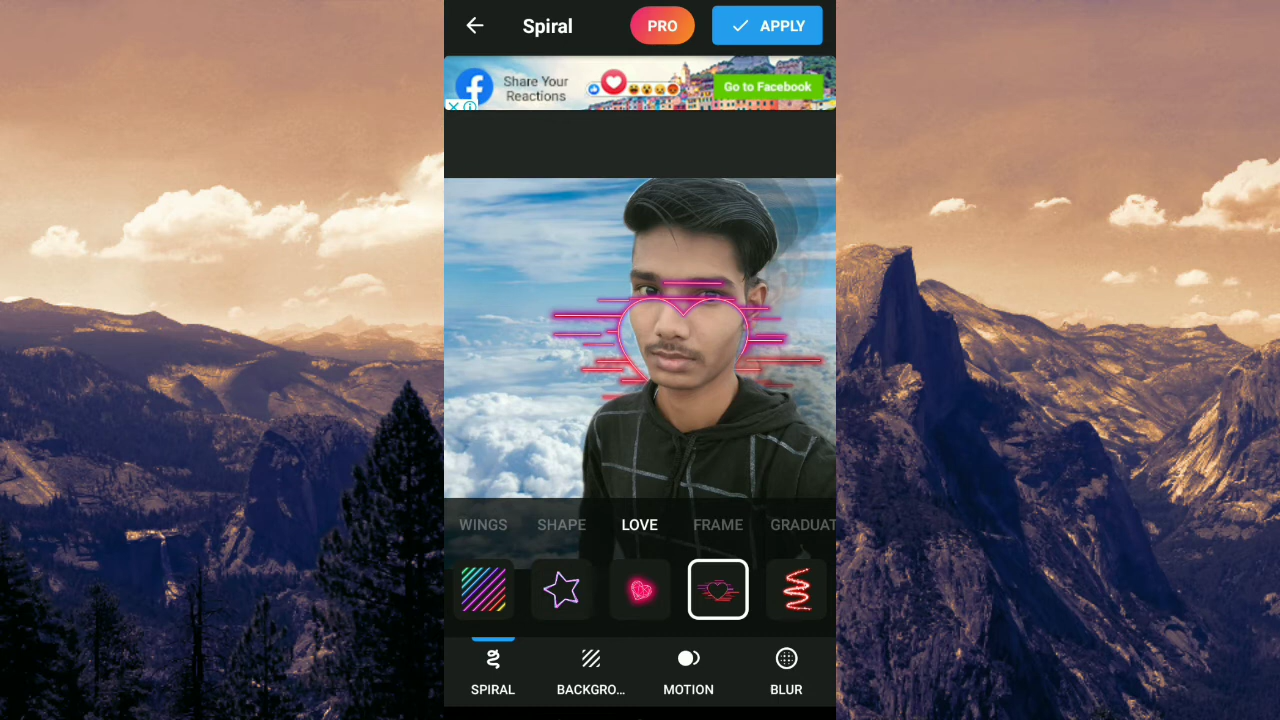 Spiral
PRO
APPLY
Share Your
Reactions
Go to Facebook
WINGS
SHAPE
LOVE
FRAME
GRADUAT
SPIRAL
BACKGRO...
MOTION
BLUR